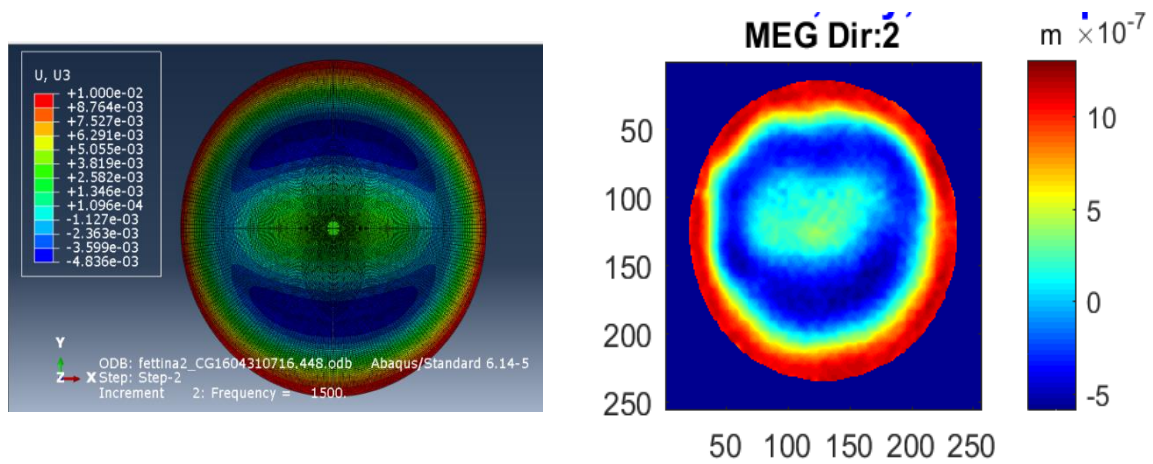 U, U3
+1.000e-02
+8.764e-03
+7.527e-03
+6.291e-03
+5.055e-03
+3.819e-03
+2.582e-03
+1.346e-03
+1.096e-04
-1.127e-03
-2.363e-03
-3.599e-03
-4.836e-03
Y
Z X
ODB: fettina2_CG1604310716.448.odb Abaqus/Standard 6.14-5
Step: Step-2
Increment 2: Frequency = 1500.
MEG Dir:2
m ×10-7
50
100
150
200
250
50 100 150 200 250
10
5
0
-5